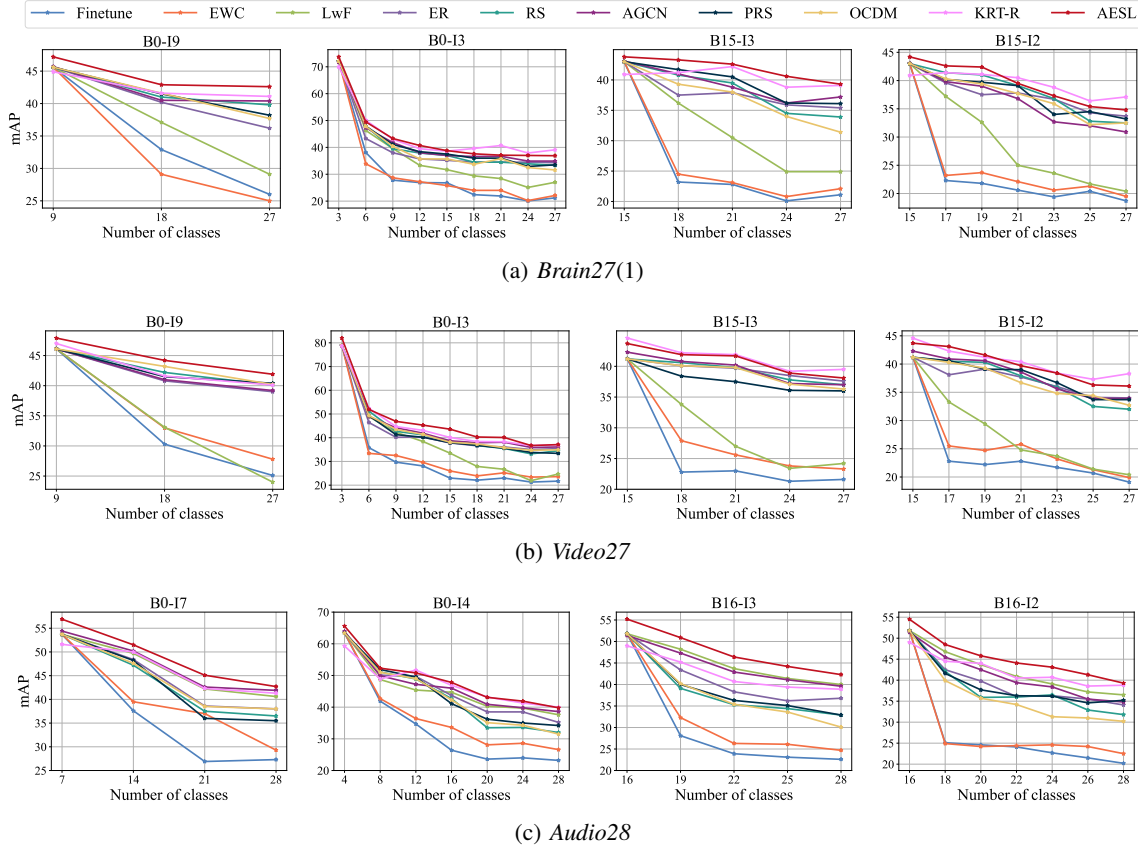 Finetune EWC LwF ER RS AGCN PRS OCDM KRT-R AESL
B0-I9 B0-I3 B15-I3 B15-I2
mAP
45 40 35 30 25
70 60 50 40 30 20
40 35 30 25 20
45 40 35 30 25 20
9 18 27
3 6 9 12 15 18 21 24 27
15 18 21 24 27
15 17 19 21 23 25 27
Number of classes Number of classes Number of classes Number of classes
(a) Brain27(1)
B0-I9 B0-I3 B15-I3 B15-I2
mAP
45 40 35 30 25
80 70 60 50 40 30 20
45 40 35 30 25 20
45 40 35 30 25 20
9 18 27
3 6 9 12 15 18 21 24 27
15 18 21 24 27
15 17 19 21 23 25 27
Number of classes Number of classes Number of classes Number of classes
(b) Video27
B0-I7 B0-I4 B16-I3 B16-I2
mAP
55 50 45 40 35 30 25
70 60 50 40 30 20
55 50 45 40 35 30 25 20
55 50 45 40 35 30 25 20
7 14 21 28
4 8 12 16 20 24 28
16 19 22 25 28
16 18 20 22 24 26 28
Number of classes Number of classes Number of classes Number of classes
(c) Audio28